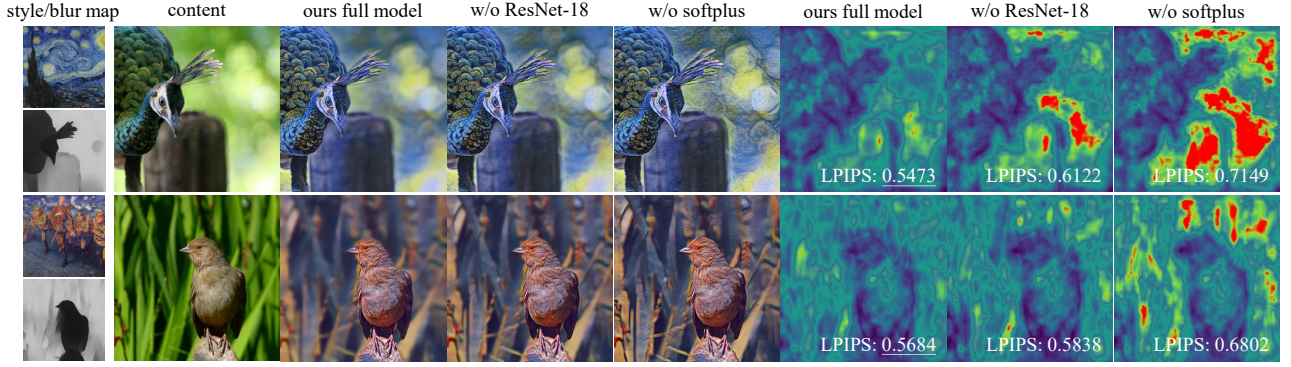 style/blur map content ours full model w/o ResNet-18 w/o softplus ours full model w/o ResNet-18 w/o softplus
LPIPS: 0.5473 LPIPS: 0.6122 LPIPS: 0.7149
LPIPS: 0.5684 LPIPS: 0.5838 LPIPS: 0.6802